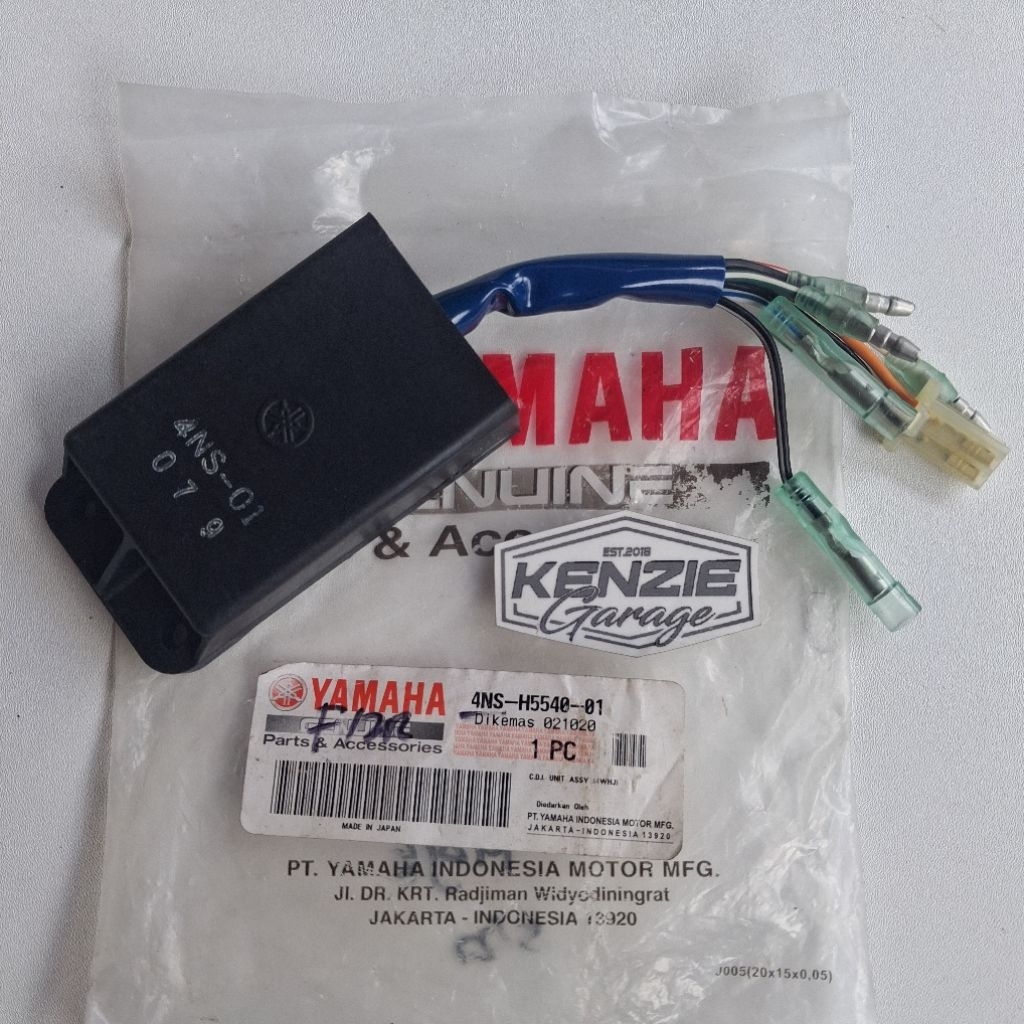 4NS-01
079
YAMAHA
GENUINE
& Acc
EST.2018
KENZIE
Garage
YAMAHA
GENUINE
Parts & Accessories
4NS-H5540-01
Dikemas 021020
1 PC
C.D.I. UNIT ASSY (4WH)
MADE IN JAPAN
Diedarkan Oleh
PT. YAMAHA INDONESIA MOTOR MFG.
JAKARTA-INDONESIA 13920
PT. YAMAHA INDONESIA MOTOR MFG.
Jl. DR. KRT. Radjiman Widyodiningrat
JAKARTA - INDONESIA 13920
J005(20x15x0,05)